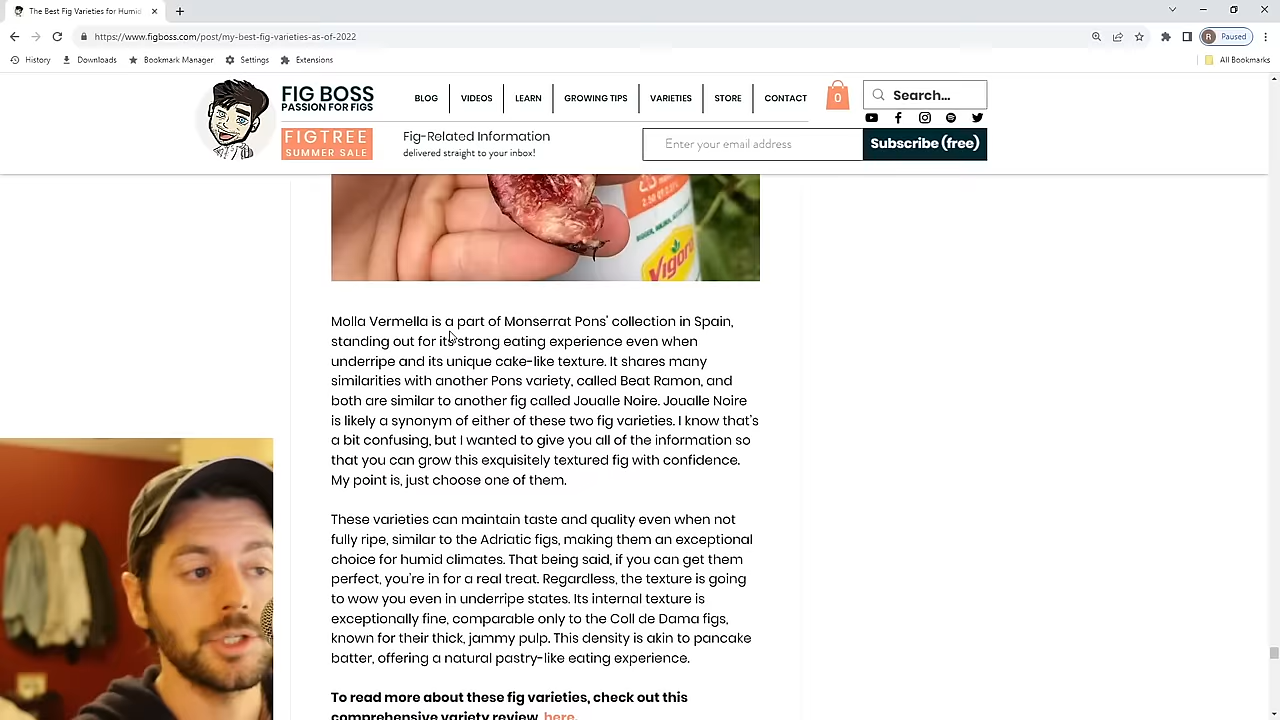 The Best Fig Varieties for Humid
https://www.figboss.com/post/my-best-fig-varieties-as-of-2022
R Paused
History Downloads Bookmark Manager Settings Extensions All Bookmarks
FIG BOSS
PASSION FOR FIGS
BLOG VIDEOS LEARN GROWING TIPS VARIETIES STORE CONTACT
0
Search...
FIGTREE
SUMMER SALE
Fig-Related Information
delivered straight to your inbox!
Enter your email address
Subscribe (free)
Vigoro
Molla Vermella is a part of Monserrat Pons' collection in Spain,
standing out for its strong eating experience even when
underripe and its unique cake-like texture. It shares many
similarities with another Pons variety, called Beat Ramon, and
both are similar to another fig called Joualle Noire. Joualle Noire
is likely a synonym of either of these two fig varieties. I know that's
a bit confusing, but I wanted to give you all of the information so
that you can grow this exquisitely textured fig with confidence.
My point is, just choose one of them.
These varieties can maintain taste and quality even when not
fully ripe, similar to the Adriatic figs, making them an exceptional
choice for humid climates. That being said, if you can get them
perfect, you're in for a real treat. Regardless, the texture is going
to wow you even in underripe states. Its internal texture is
exceptionally fine, comparable only to the Coll de Dama figs,
known for their thick, jammy pulp. This density is akin to pancake
batter, offering a natural pastry-like eating experience.
To read more about these fig varieties, check out this
comprehensive variety review, here.